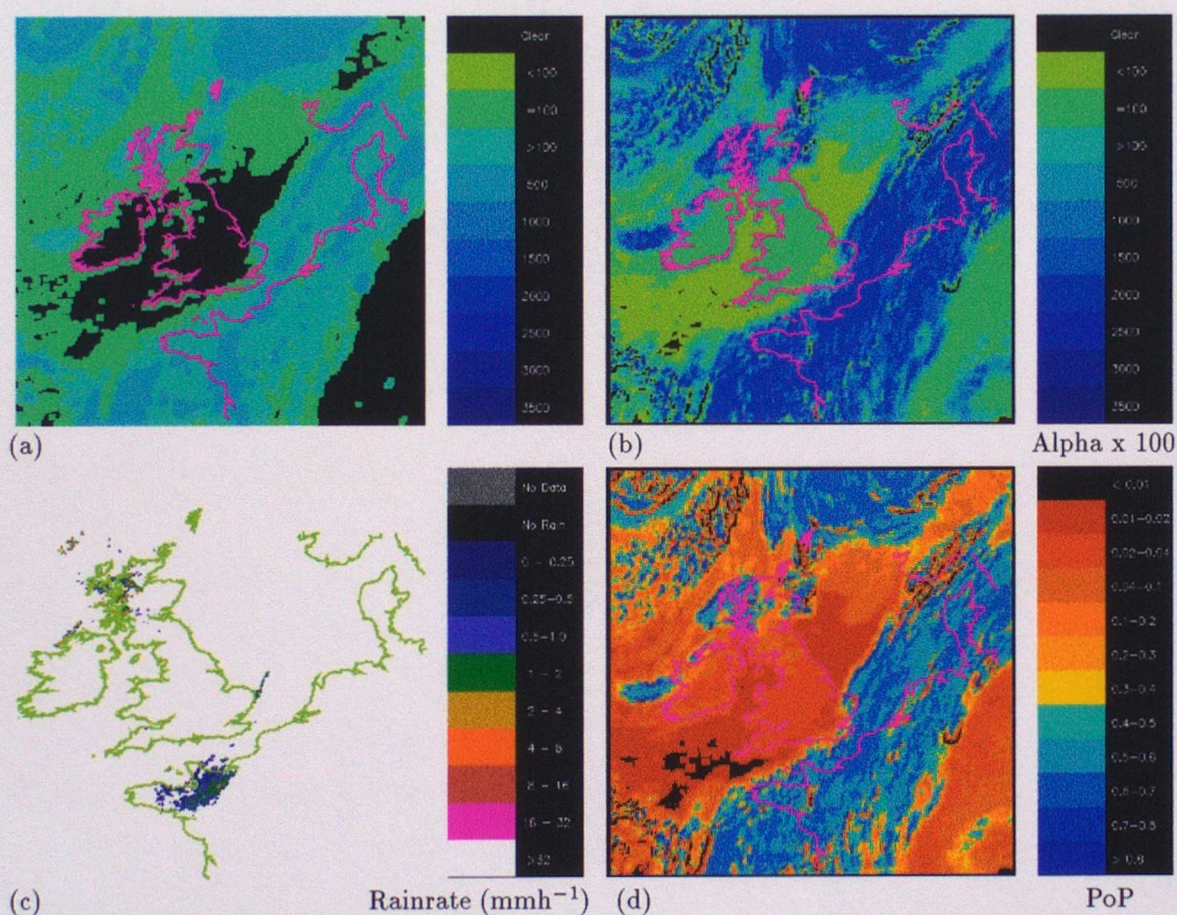 Clear
<100
=100
>100
500
1000
1500
2000
2500
3000
3500
(a)
Clear
<100
=100
>100
500
1000
1500
2000
2500
3000
3500
(b)
Alpha x 100
No Data
No Rain
0 - 0.25
0.25-0.5
0.5-1.0
1 - 2
2 - 4
4 - 8
8 - 16
16 - 32
>32
(c)
Rainrate (mmh⁻¹)
< 0.01
0.01-0.02
0.02-0.04
0.04-0.1
0.1-0.2
0.2-0.3
0.3-0.4
0.4-0.5
0.5-0.6
0.6-0.7
0.7-0.8
> 0.8
(d)
PoP